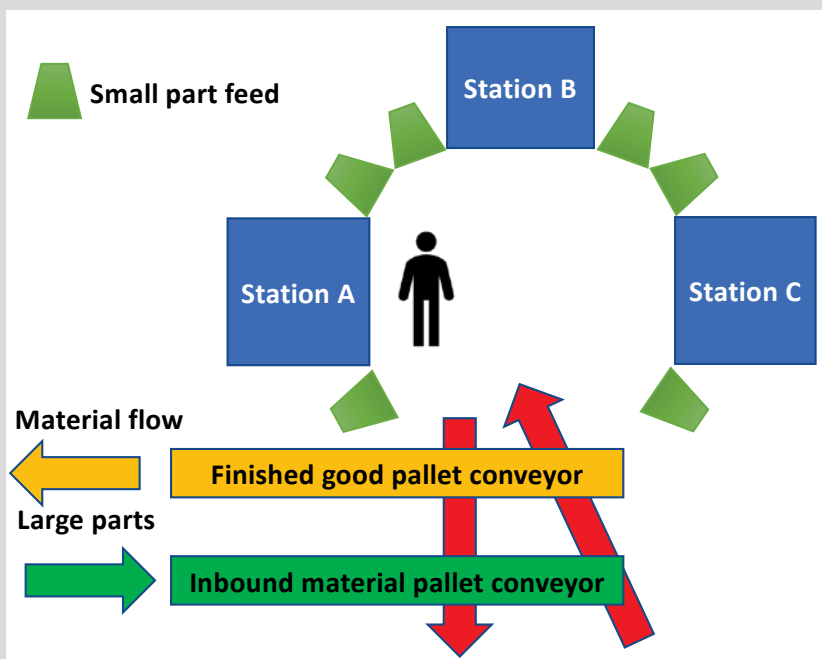 Small part feed
Station B
Station A
Station C
Material flow
Finished good pallet conveyor
Large parts
Inbound material pallet conveyor